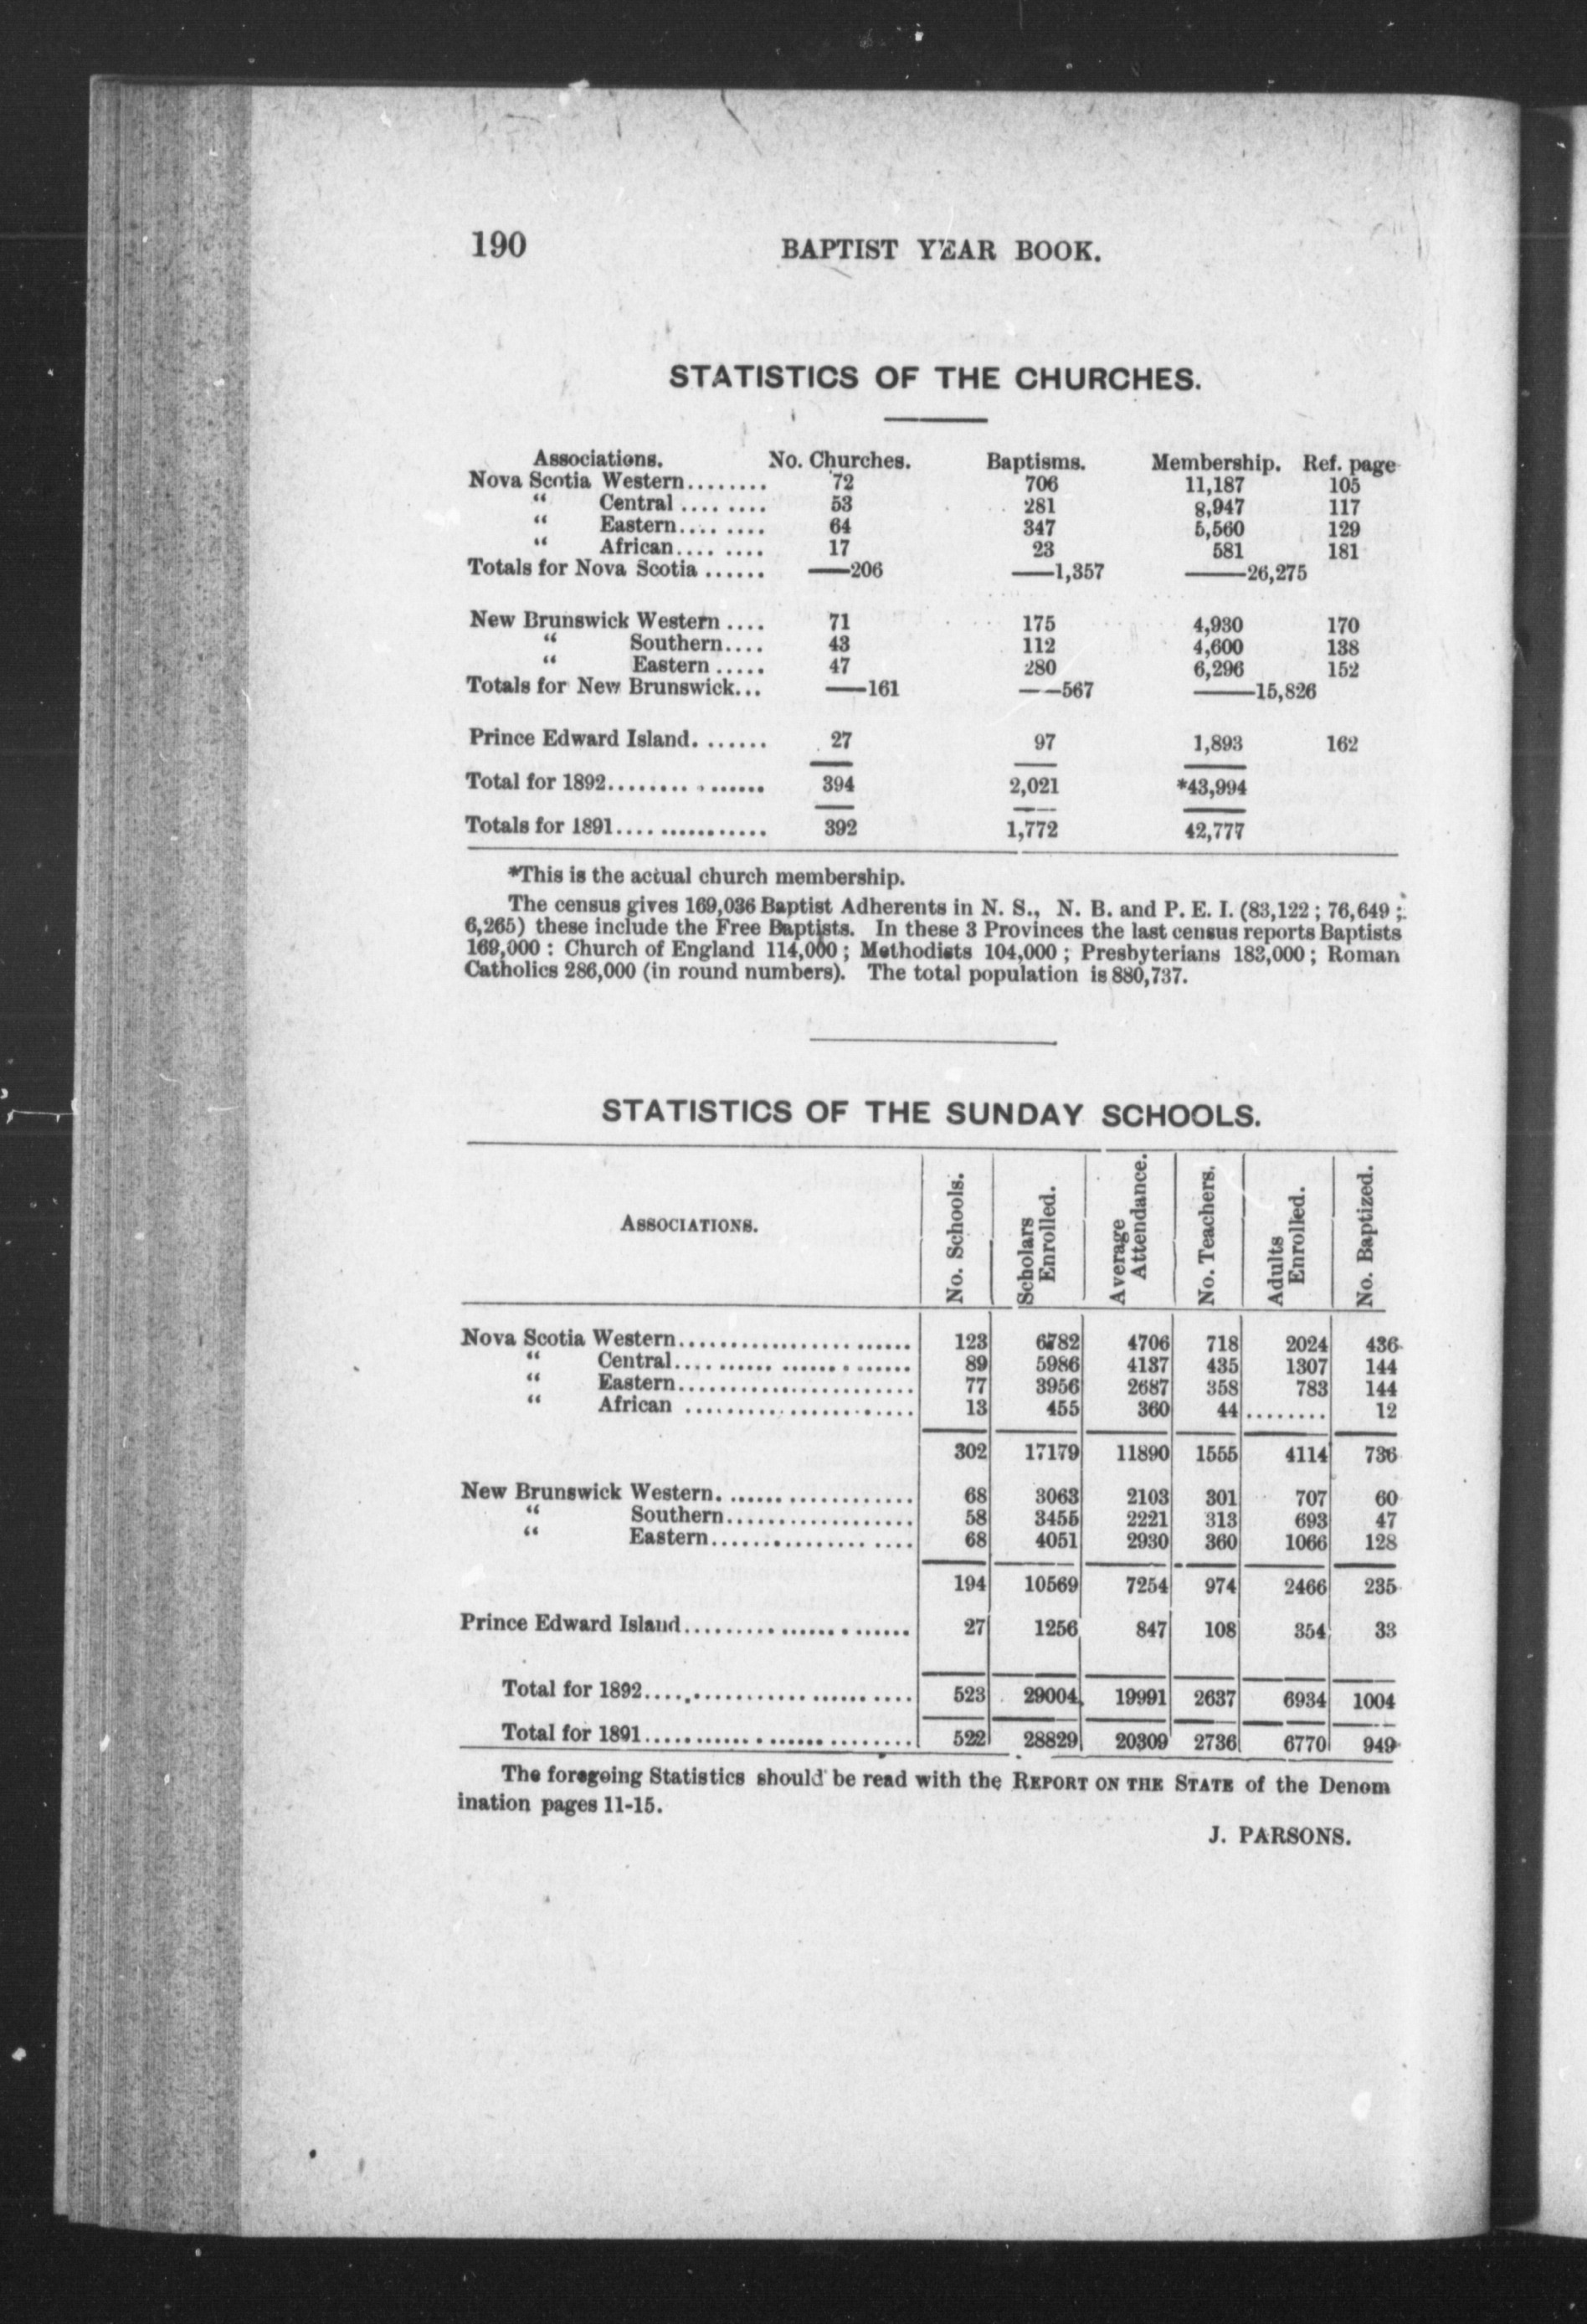 190 BAPTIST YEAR BOOK.
STATISTICS OF THE CHURCHES.
Associations. No. Churches. Baptisms. Membership. Ref. page
Nova Scotia Western........ 72 706 11,187 105
“ Central ........ 53 281 8,947 117
“ Eastern........ 64 347 5,560 129
“ African........ 17 23 581 181
Totals for Nova Scotia ...... —206 —1,357 —26,275
New Brunswick Western .... 71 175 4,930 170
“ Southern.... 43 112 4,600 138
“ Eastern ..... 47 280 6,296 152
Totals for New Brunswick... —161 ——567 ——15,826
Prince Edward Island. ...... 27 97 1,893 162
Total for 1892............... 394 2,021 *43,994
Totals for 1891............... 392 1,772 42,777
*This is the actual church membership.
The census gives 169,036 Baptist Adherents in N. S., N. B. and P. E. I. (83,122 ; 76,649 ;
6,265) these include the Free Baptists. In these 3 Provinces the last census reports Baptists
169,000 : Church of England 114,000 ; Methodists 104,000 ; Presbyterians 183,000 ; Roman
Catholics 286,000 (in round numbers). The total population is 880,737.
STATISTICS OF THE SUNDAY SCHOOLS.
ASSOCIATIONS. No. Schools. Scholars Enrolled. Average Attendance. No. Teachers. Adults Enrolled. No. Baptized.
Nova Scotia Western....................... 123 6782 4706 718 2024 436
“ Central....................... 89 5986 4137 435 1307 144
“ Eastern....................... 77 3956 2687 358 783 144
“ African ....................... 13 455 360 44 ........ 12
302 17179 11890 1555 4114 736
New Brunswick Western. ................... 68 3063 2103 301 707 60
“ Southern................... 58 3455 2221 313 693 47
“ Eastern.................... 68 4051 2930 360 1066 128
194 10569 7254 974 2466 235
Prince Edward Island....................... 27 1256 847 108 354 33
Total for 1892........................... 523 29004 19991 2637 6934 1004
Total for 1891........................... 522 28829 20309 2736 6770 949
The foregoing Statistics should be read with the REPORT ON THE STATE of the Denom
ination pages 11-15.
J. PARSONS.